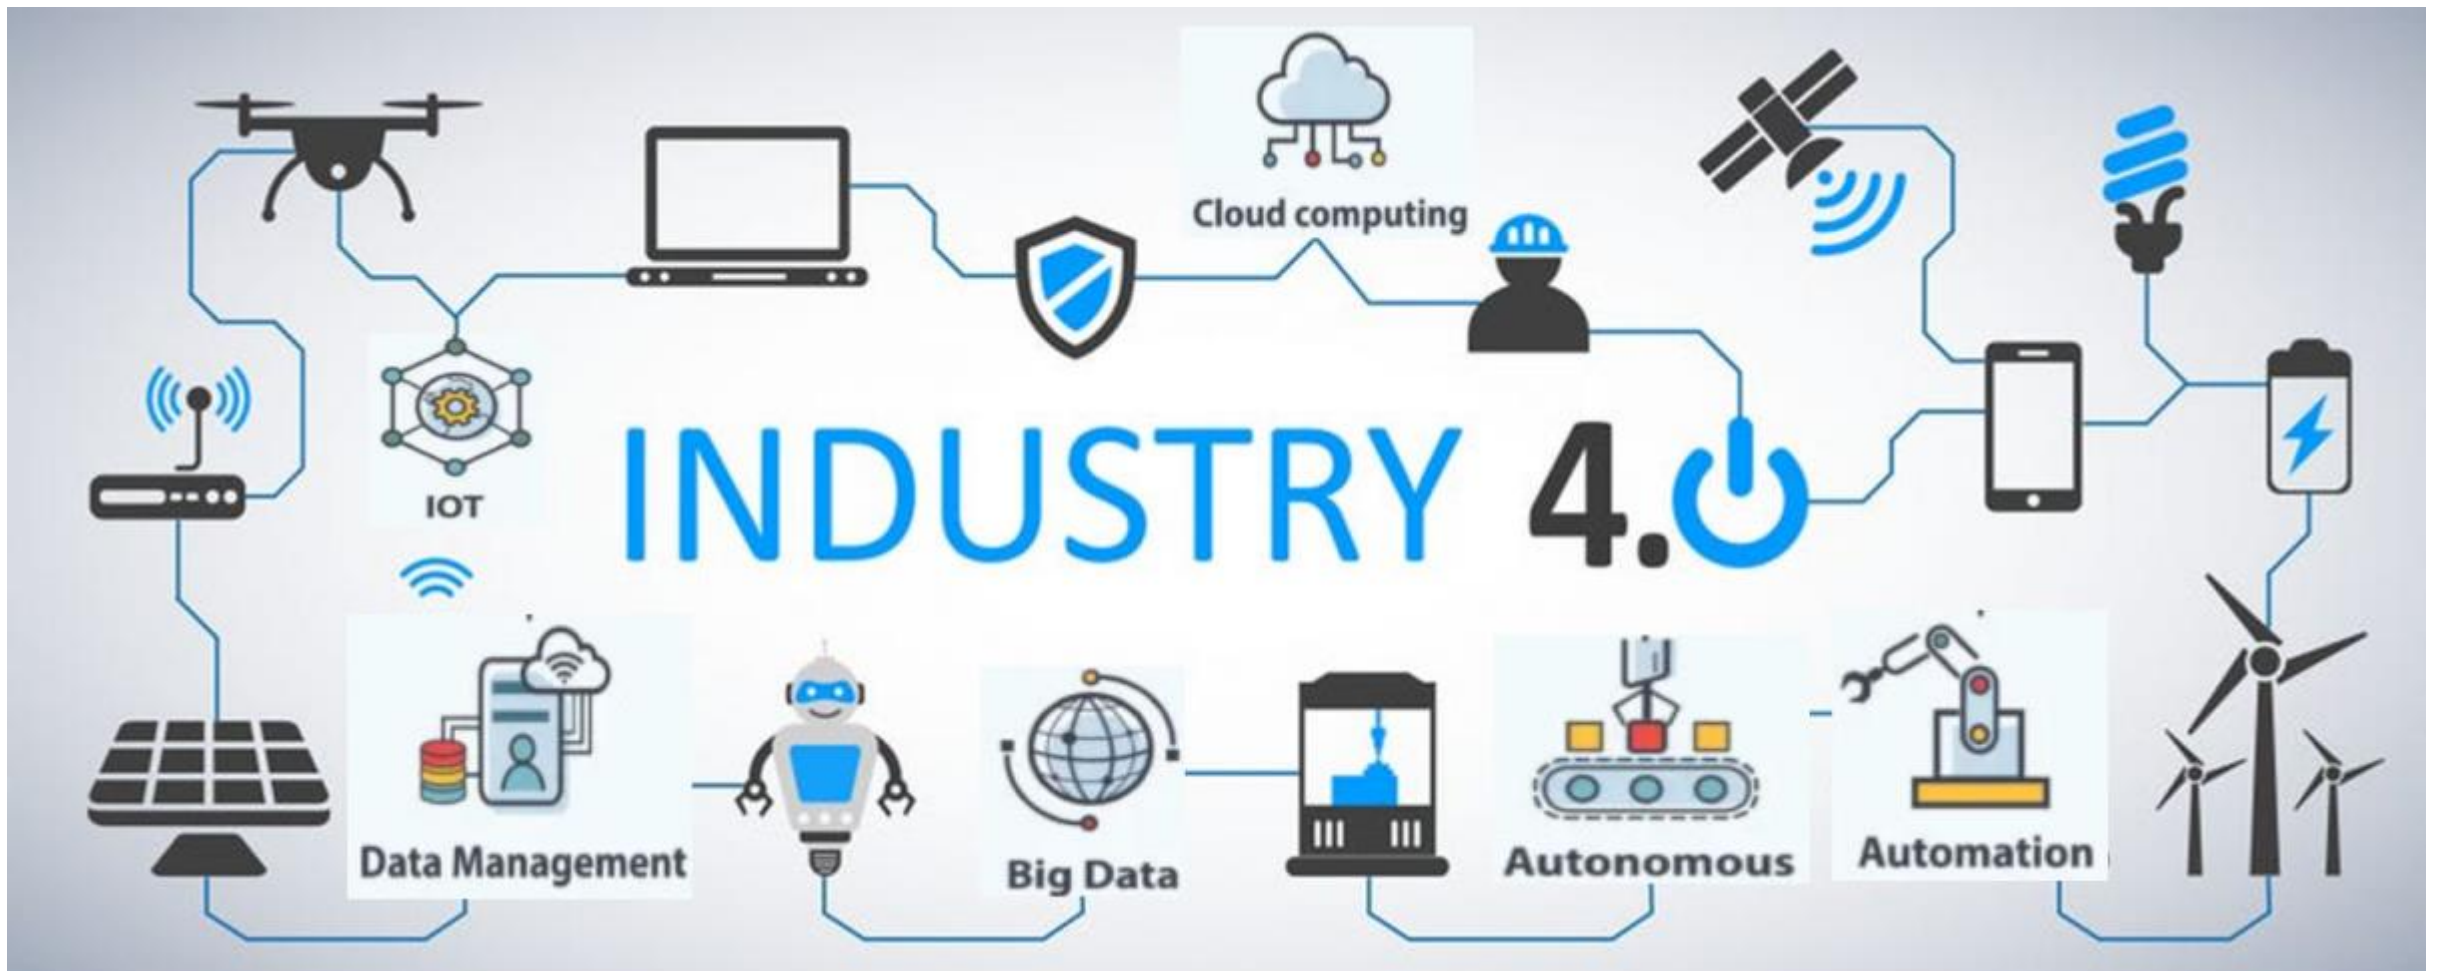 Cloud computing
IOT
INDUSTRY 4.0
Data Management
Big Data
Autonomous
Automation